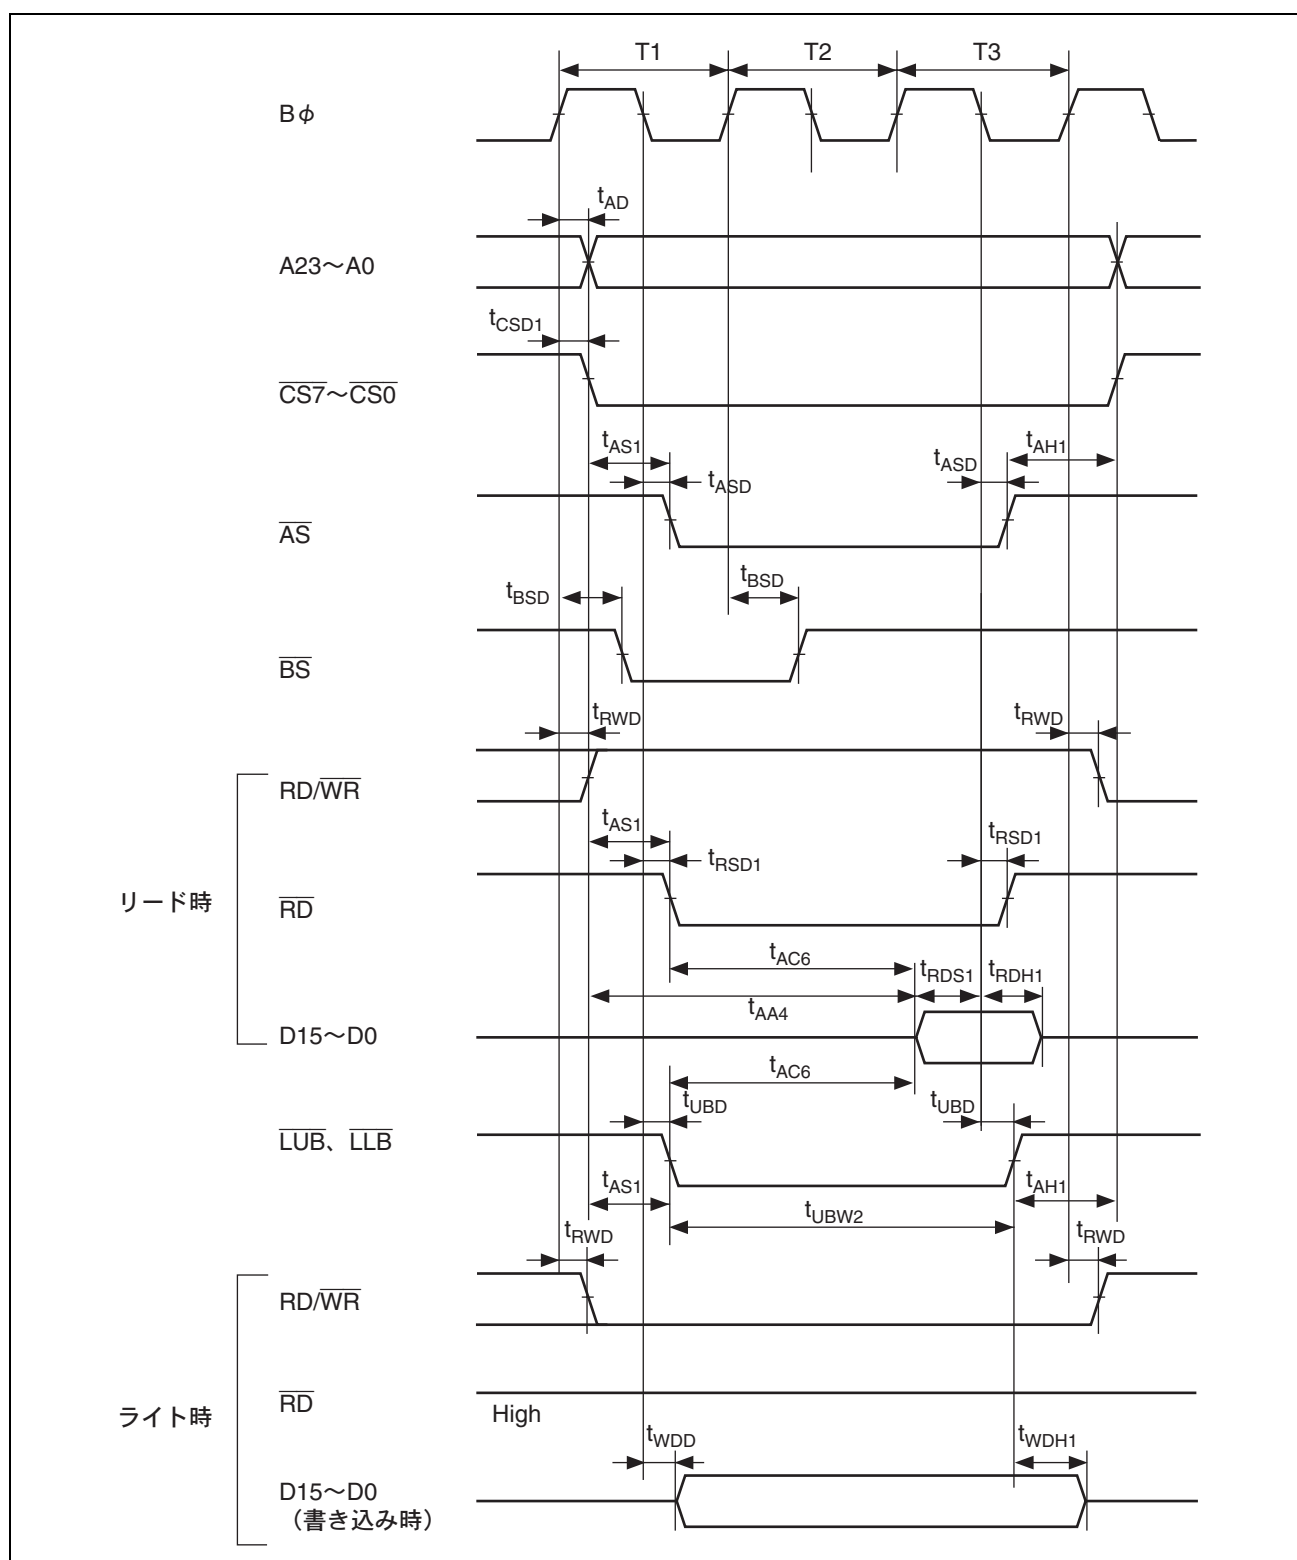 T1 T2 T3
Bφ
tAD
A23～A0
tCSD1
CS7～CS0
tAS1 tASD tASD tAH1
AS
tBSD tBSD
BS
tRWD tRWD
RD/WR
tAS1 tRSD1 tRSD1
リード時
RD
tAC6 tRDS1 tRDH1
tAA4
D15～D0
tAC6
tUBD tUBD
LUB、LLB
tAS1 tAH1
tUBW2
tRWD tRWD
RD/WR
ライト時
RD
High
tWDD tWDH1
D15～D0
（書き込み時）